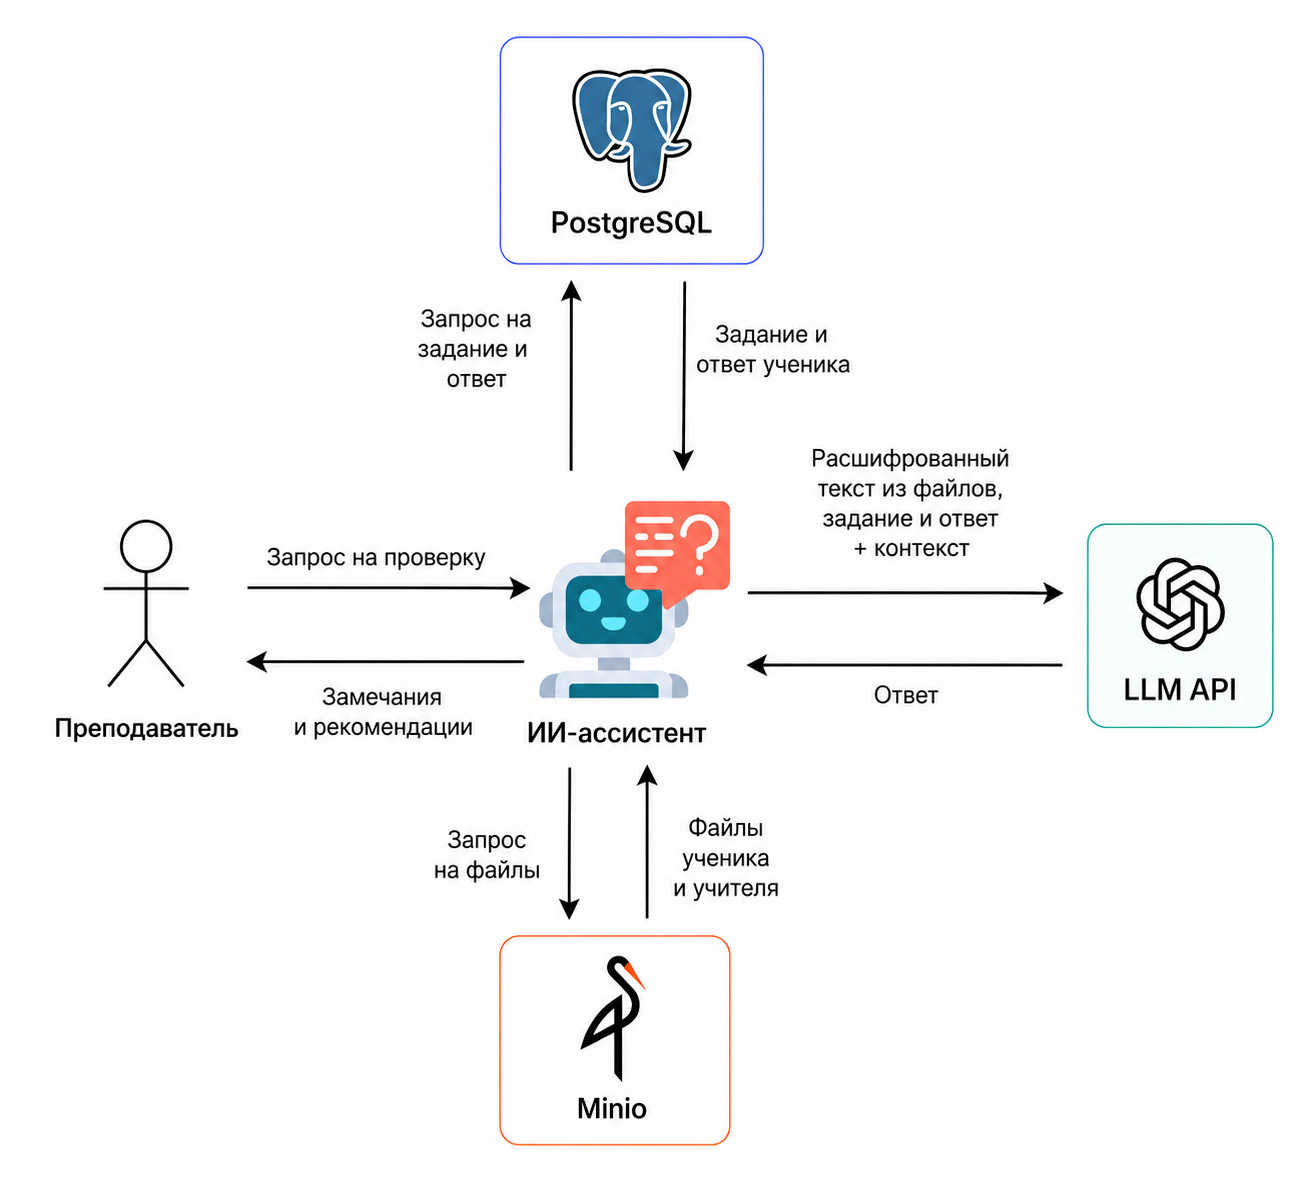 PostgreSQL
Запрос на
задание и
ответ
Задание и
ответ ученика
Расшифрованный
текст из файлов,
задание и ответ
+ контекст
Запрос на проверку
Замечания
и рекомендации
Преподаватель
ИИ-ассистент
Ответ
LLM API
Запрос
на файлы
Файлы
ученика
и учителя
Minio